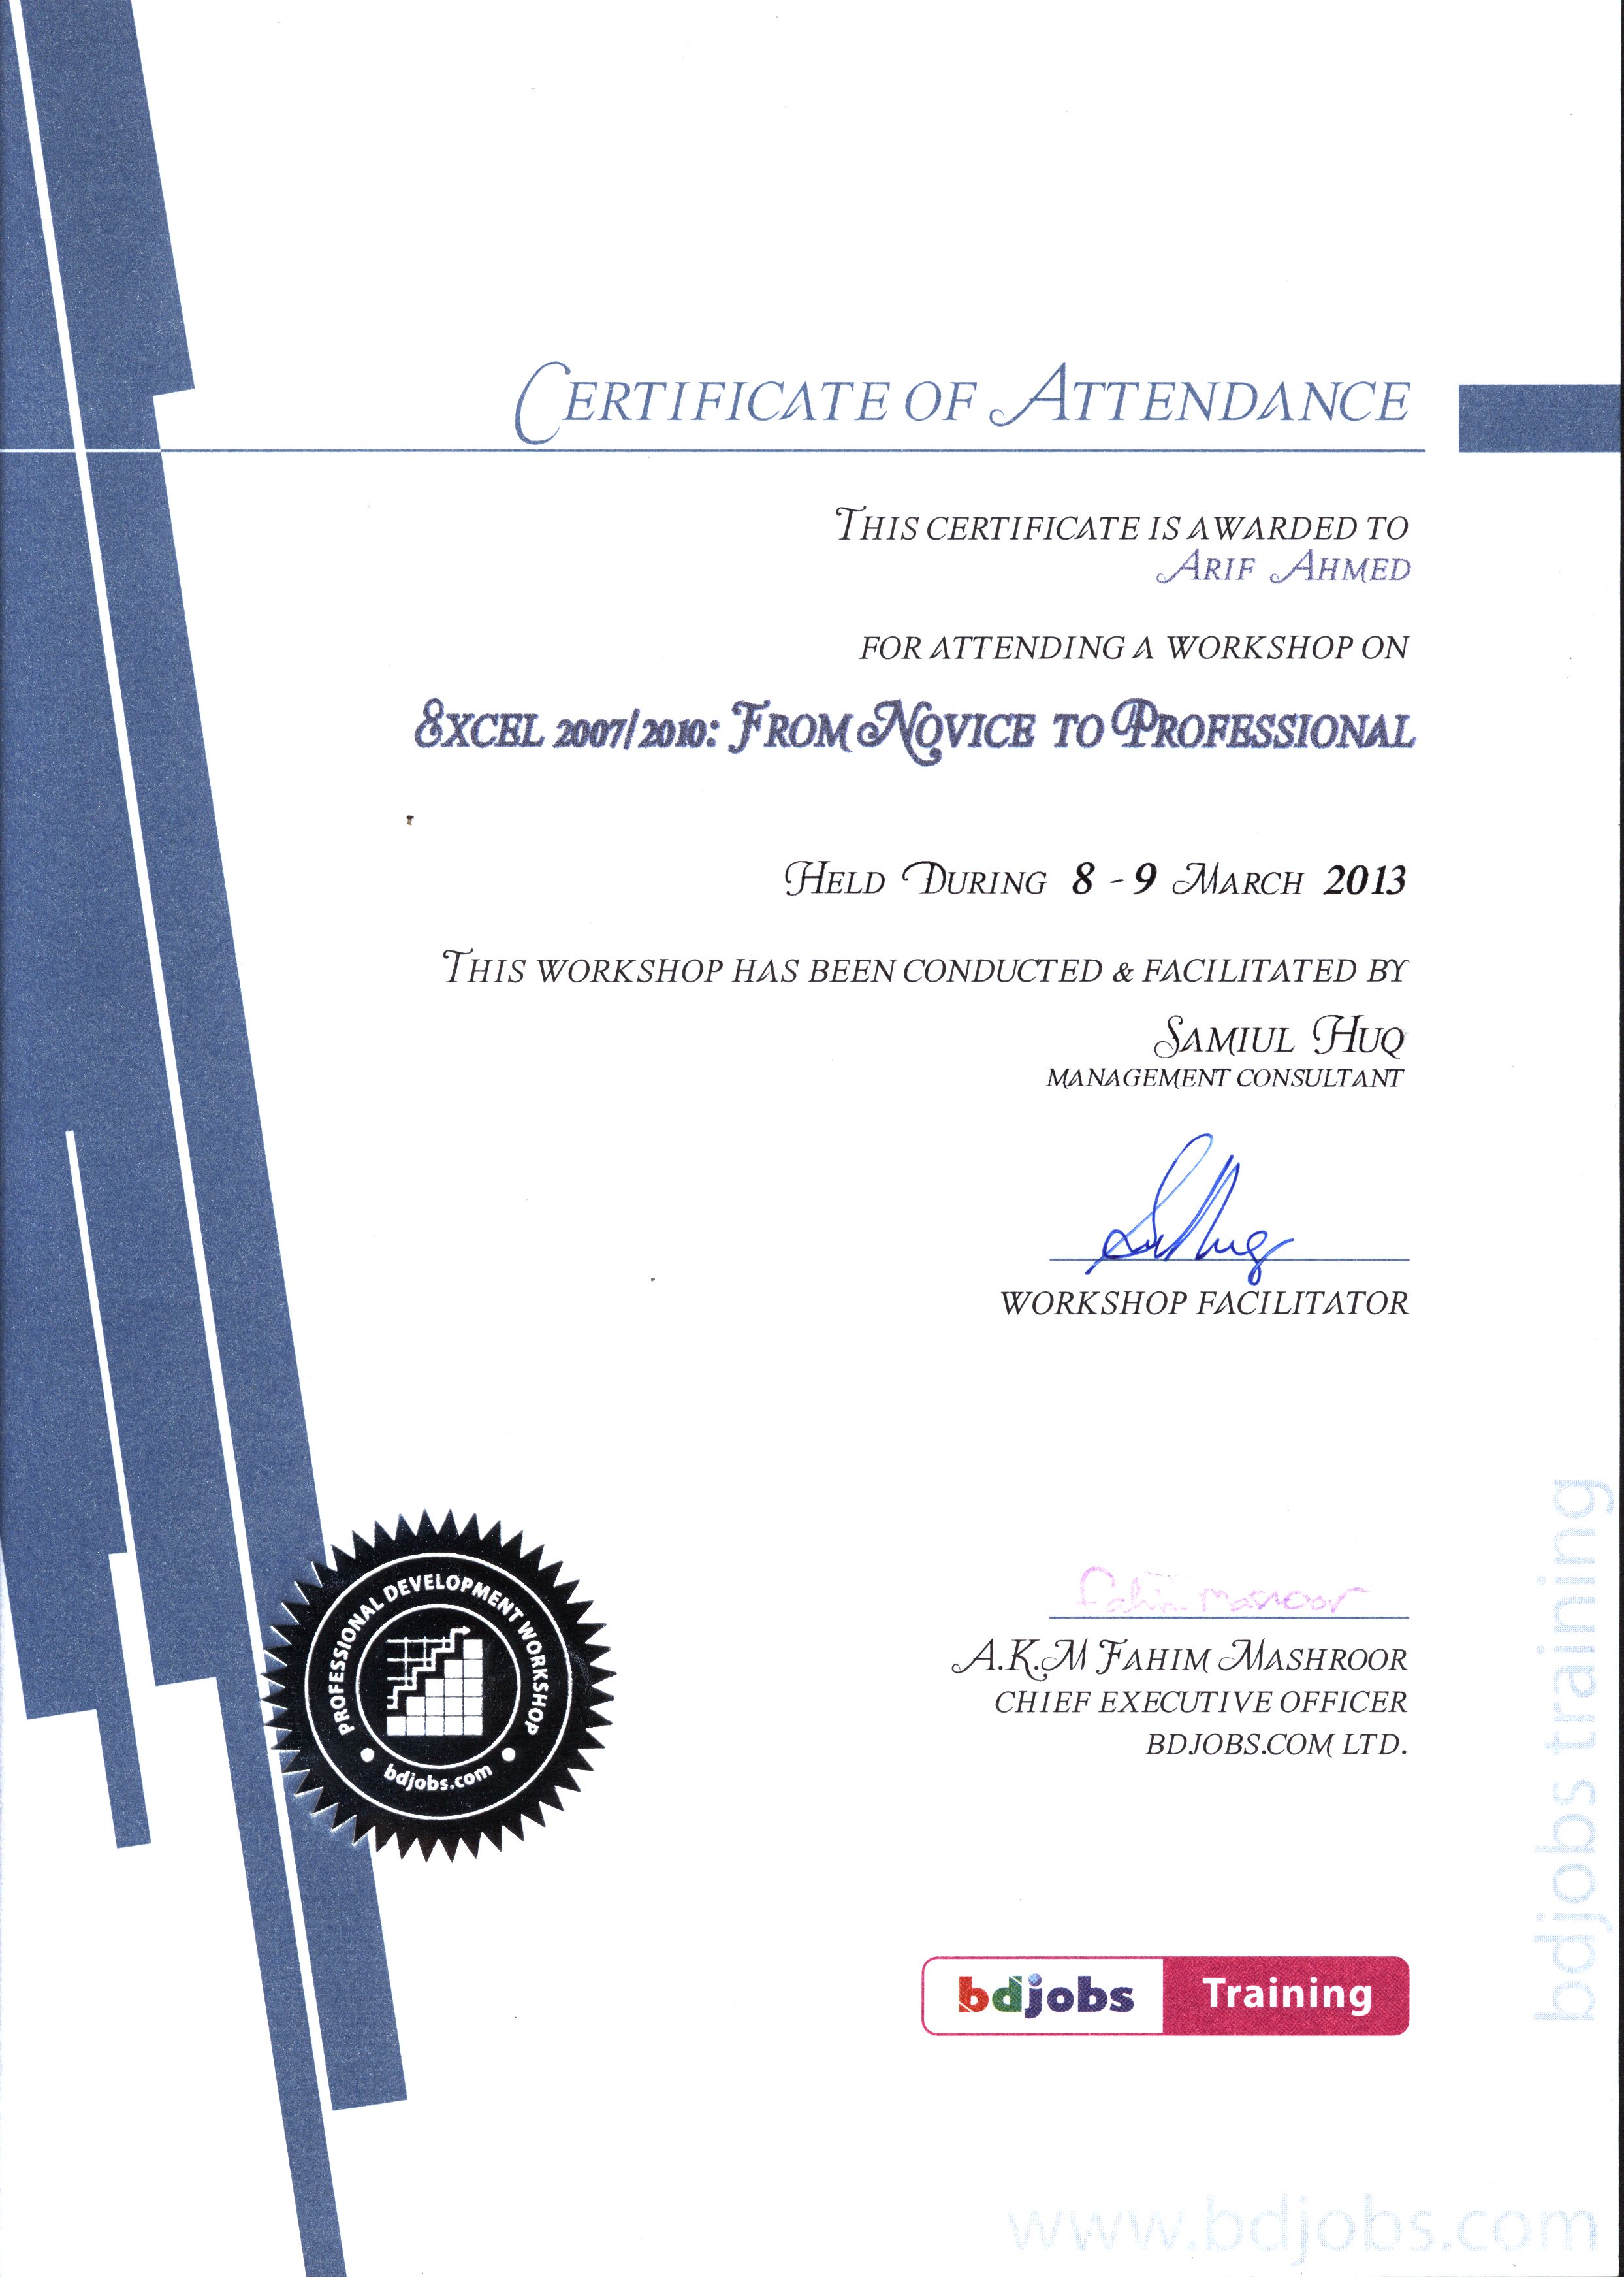 CERTIFICATE OF ATTENDANCE
THIS CERTIFICATE IS AWARDED TO
ARIF AHMED
FOR ATTENDING A WORKSHOP ON
EXCEL 2007/2010: FROM NOVICE TO PROFESSIONAL
HELD DURING 8 - 9 MARCH 2013
THIS WORKSHOP HAS BEEN CONDUCTED & FACILITATED BY
SAMIUL HUQ
MANAGEMENT CONSULTANT
WORKSHOP FACILITATOR
PROFESSIONAL DEVELOPMENT WORKSHOP
bdjobs.com
A.K.M FAHIM MASHROOR
CHIEF EXECUTIVE OFFICER
BDJOBS.COM LTD.
bdjobs Training
bdjobs training
www.bdjobs.com